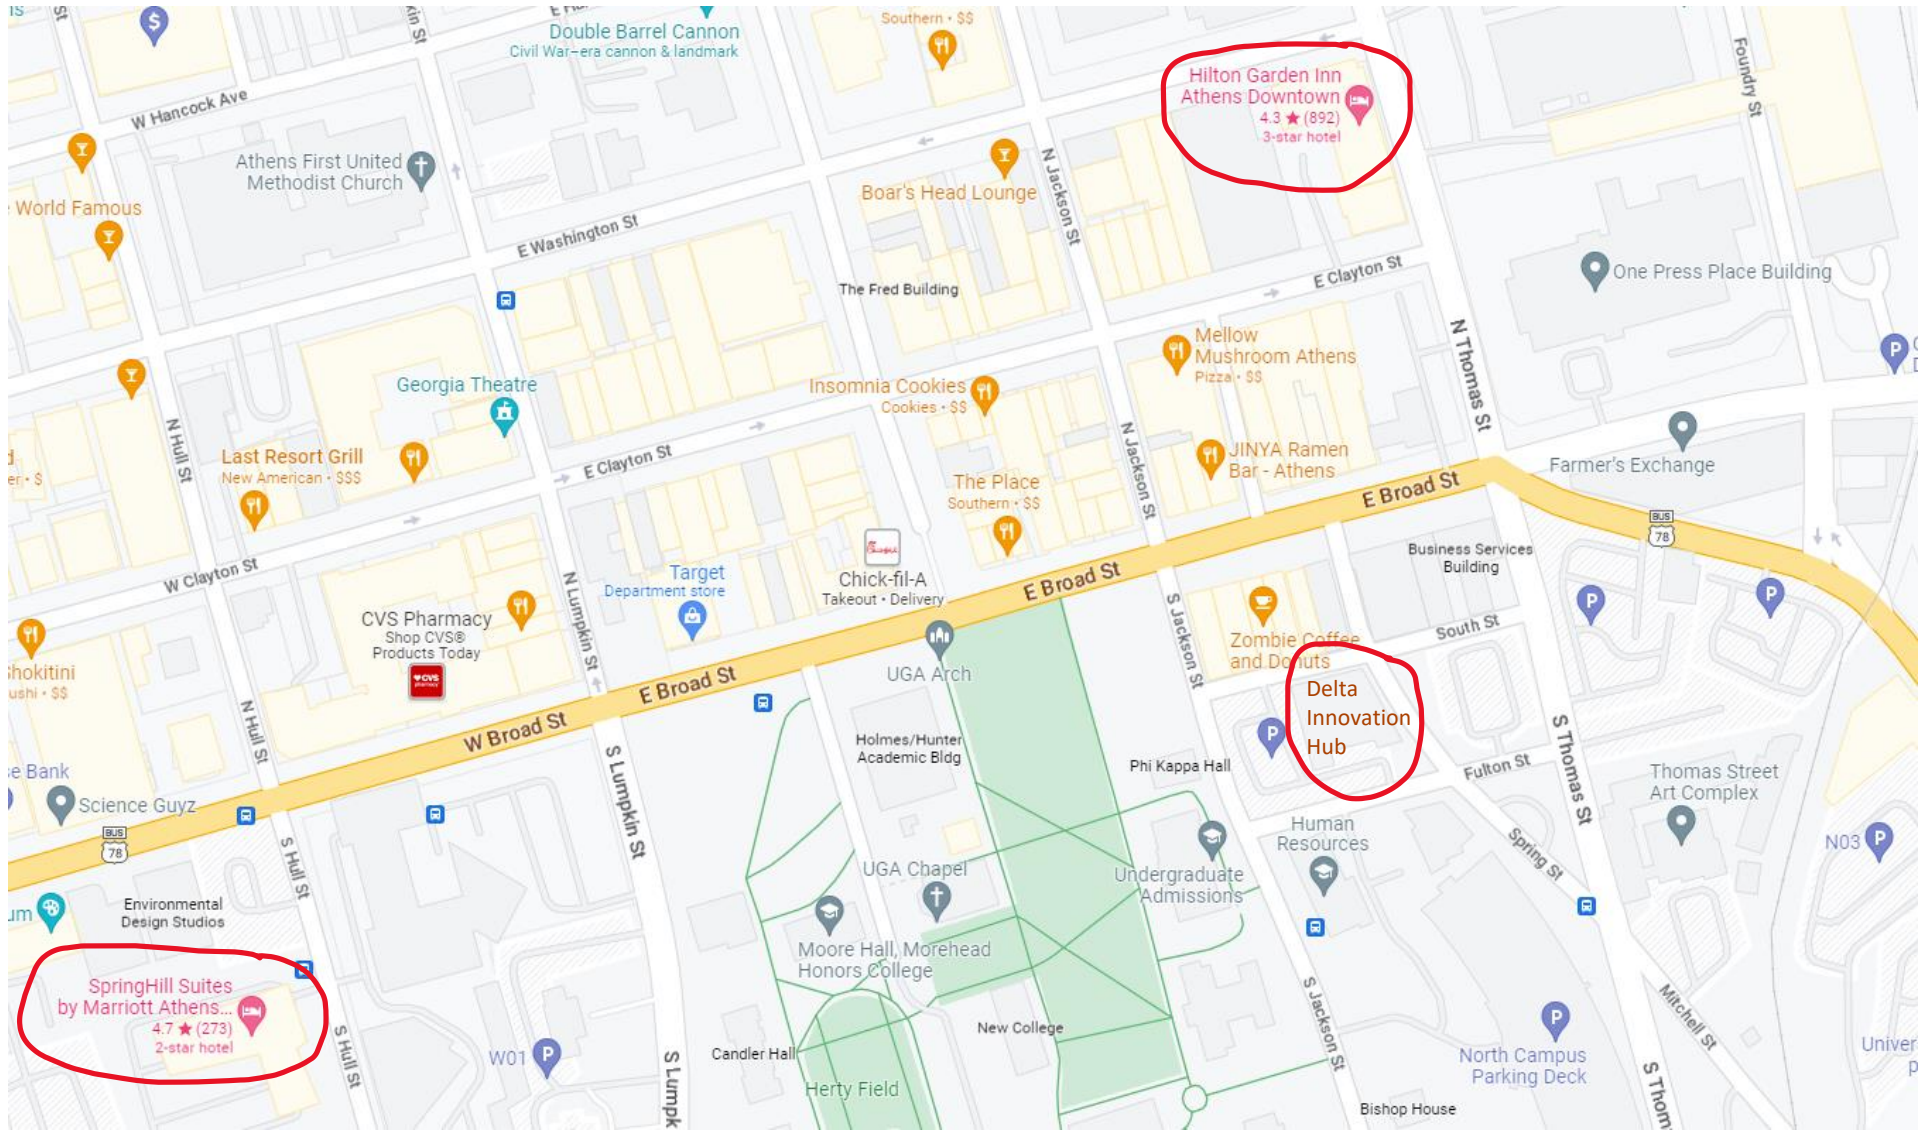 $
Double Barrel Cannon
Civil War–era cannon & landmark
Southern • $$
Hilton Garden Inn
Athens Downtown
4.3 ★ (892)
3-star hotel
Foundry St
W Hancock Ave
Athens First United
Methodist Church
World Famous
E Washington St
Boar's Head Lounge
N Jackson St
The Fred Building
E Clayton St
One Press Place Building
Mellow
Mushroom Athens
Pizza • $$
N Thomas St
Georgia Theatre
Insomnia Cookies
Cookies • $$
N Hull St
Last Resort Grill
New American • $$$
E Clayton St
The Place
Southern • $$
N Jackson St
JINYA Ramen
Bar - Athens
Farmer's Exchange
E Broad St
BUS
78
Business Services
Building
W Clayton St
N Lumpkin St
Target
Department store
Chick-fil-A
Takeout • Delivery
E Broad St
S Jackson St
Zombie Coffee
and Donuts
South St
P
P
P
CVS Pharmacy
Shop CVS®
Products Today
CVS
pharmacy
UGA Arch
E Broad St
W Broad St
N Hull St
Delta
Innovation
Hub
P
Holmes/Hunter
Academic Bldg
Phi Kappa Hall
Fulton St
S Thomas St
Thomas Street
Art Complex
Science Guyz
BUS
78
S Lumpkin St
S Hull St
Human
Resources
Spring St
N03
P
UGA Chapel
Undergraduate
Admissions
Environmental
Design Studios
Moore Hall, Morehead
Honors College
SpringHill Suites
by Marriott Athens...
4.7 ★ (273)
2-star hotel
S Hull St
W01
P
Candler Hall
New College
S Jackson St
Herty Field
P
North Campus
Parking Deck
Mitchell St
Bishop House